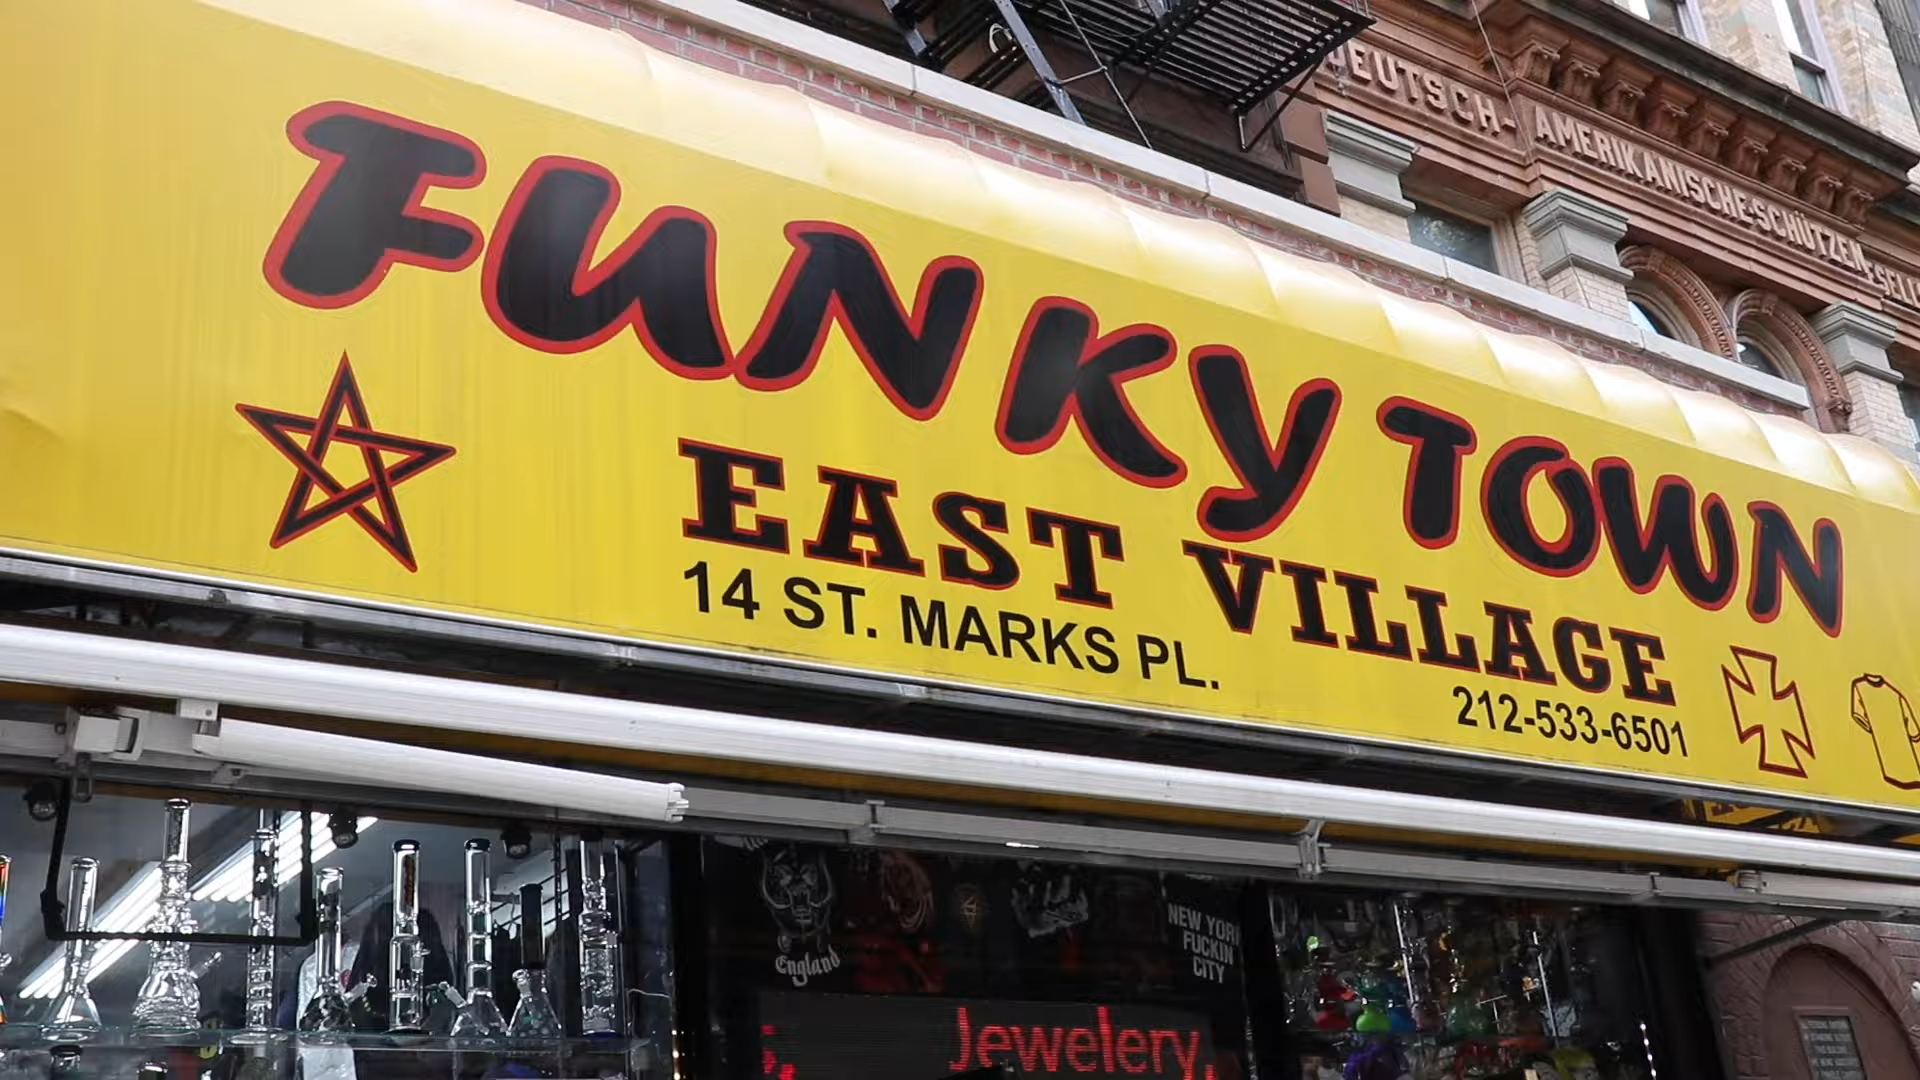 DEUTSCH-AMERIKANISCHE SCHÜTZEN
FUNKY TOWN
EAST VILLAGE
14 ST. MARKS PL.
212-533-6501
England
NEW YORK
FUCKIN
CITY
Jewelery,